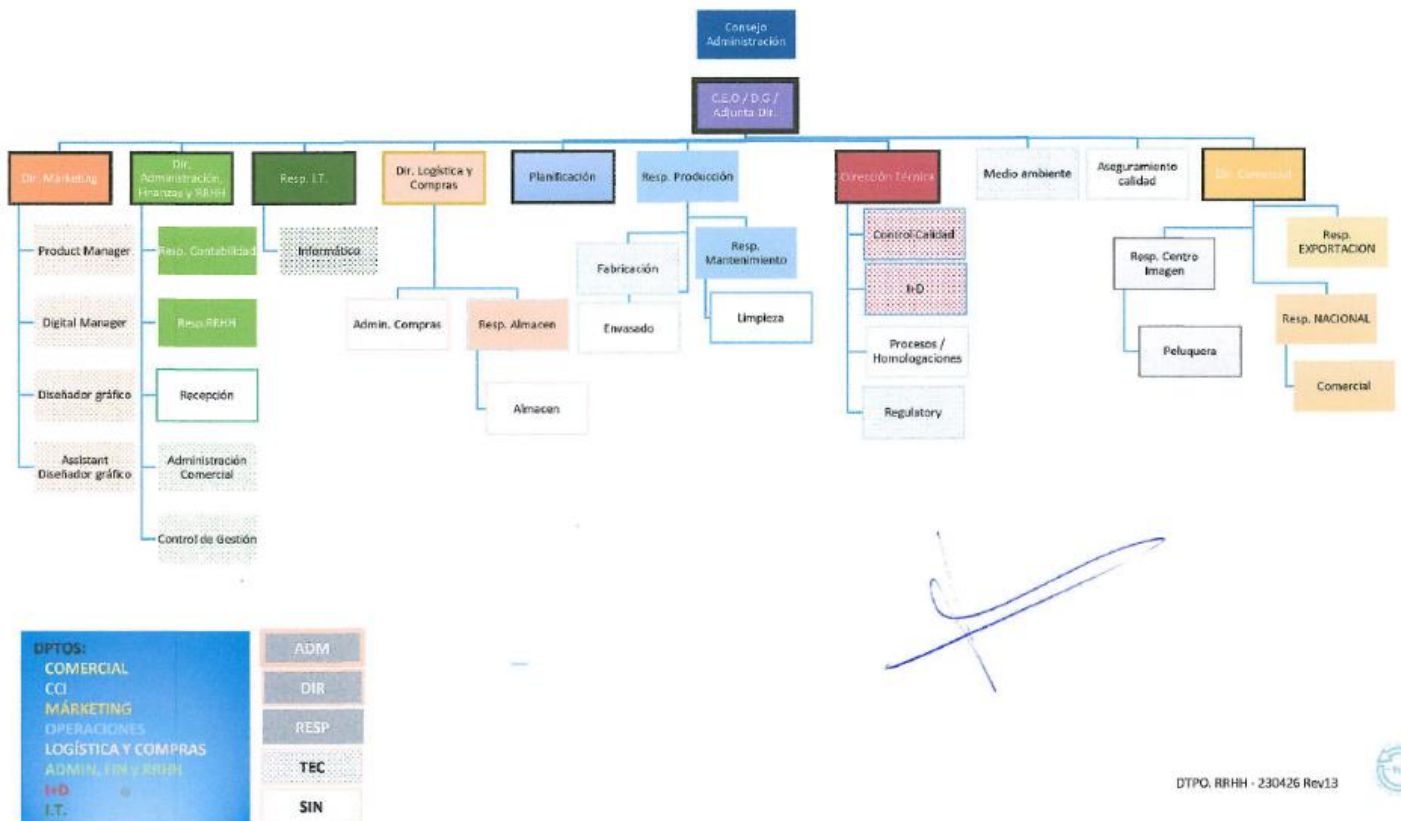 Consejo
Administración
C.E.O / D.G /
Adjunta Dir.
Dir. Márketing
Dir.
Administración,
Finanzas y RRHH
Resp. I.T.
Dir. Logística y
Compras
Planificación
Resp. Producción
Dirección Técnica
Medio ambiente
Aseguramiento
calidad
Dir. Comercial
Product Manager
Resp. Contabilidad
Informático
Fabricación
Resp.
Mantenimiento
Control Calidad
Resp. Centro
Imagen
Resp.
EXPORTACION
Digital Manager
Resp.RRHH
Admin. Compras
Resp. Almacen
Envasado
Limpieza
I+D
Resp. NACIONAL
Diseñador gráfico
Recepción
Almacen
Procesos /
Homologaciones
Peluquera
Comercial
Assistant
Diseñador gráfico
Administración
Comercial
Regulatory
Control de Gestión
DPTOS:
COMERCIAL
CCI
MÁRKETING
OPERACIONES
LOGÍSTICA Y COMPRAS
ADMIN, FIN y RRHH
I+D
I.T.
ADM
DIR
RESP
TEC
SIN
DTPO. RRHH - 230426 Rev13